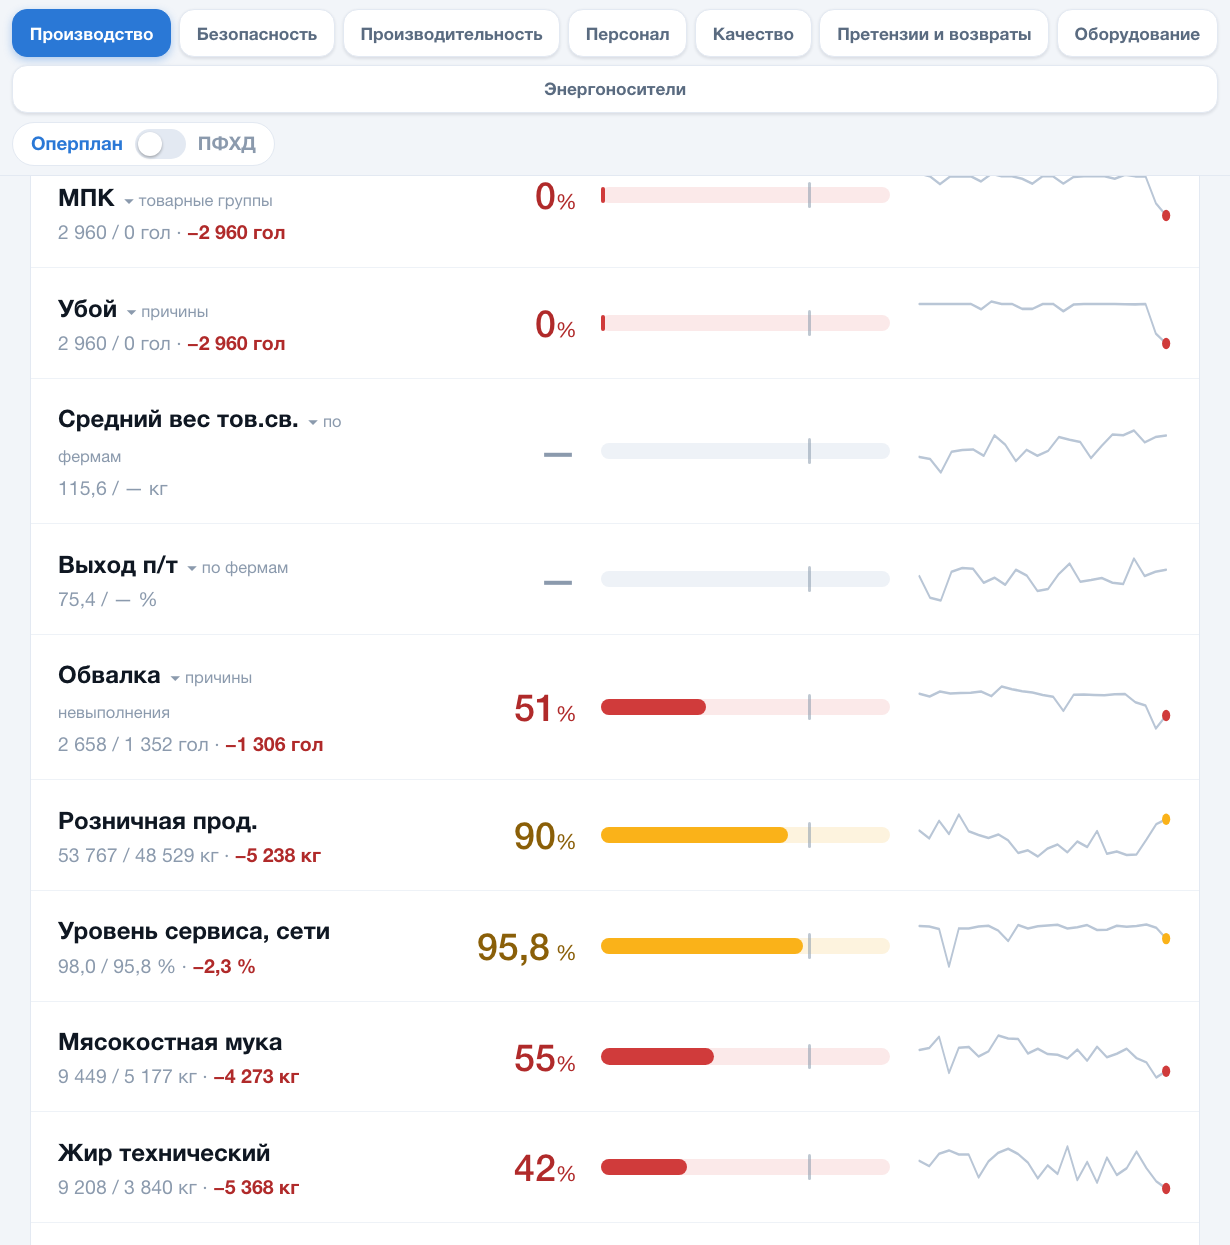 Производство
Безопасность
Производительность
Персонал
Качество
Претензии и возвраты
Оборудование
Энергоносители
Оперплан ПФХД
МПК товарные группы
2 960 / 0 гол · −2 960 гол
0%
Убой причины
2 960 / 0 гол · −2 960 гол
0%
Средний вес тов.св. по
фермам
115,6 / — кг
—
Выход п/т по фермам
75,4 / — %
—
Обвалка причины
невыполнения
2 658 / 1 352 гол · −1 306 гол
51%
Розничная прод.
53 767 / 48 529 кг · −5 238 кг
90%
Уровень сервиса, сети
98,0 / 95,8 % · −2,3 %
95,8 %
Мясокостная мука
9 449 / 5 177 кг · −4 273 кг
55%
Жир технический
9 208 / 3 840 кг · −5 368 кг
42%